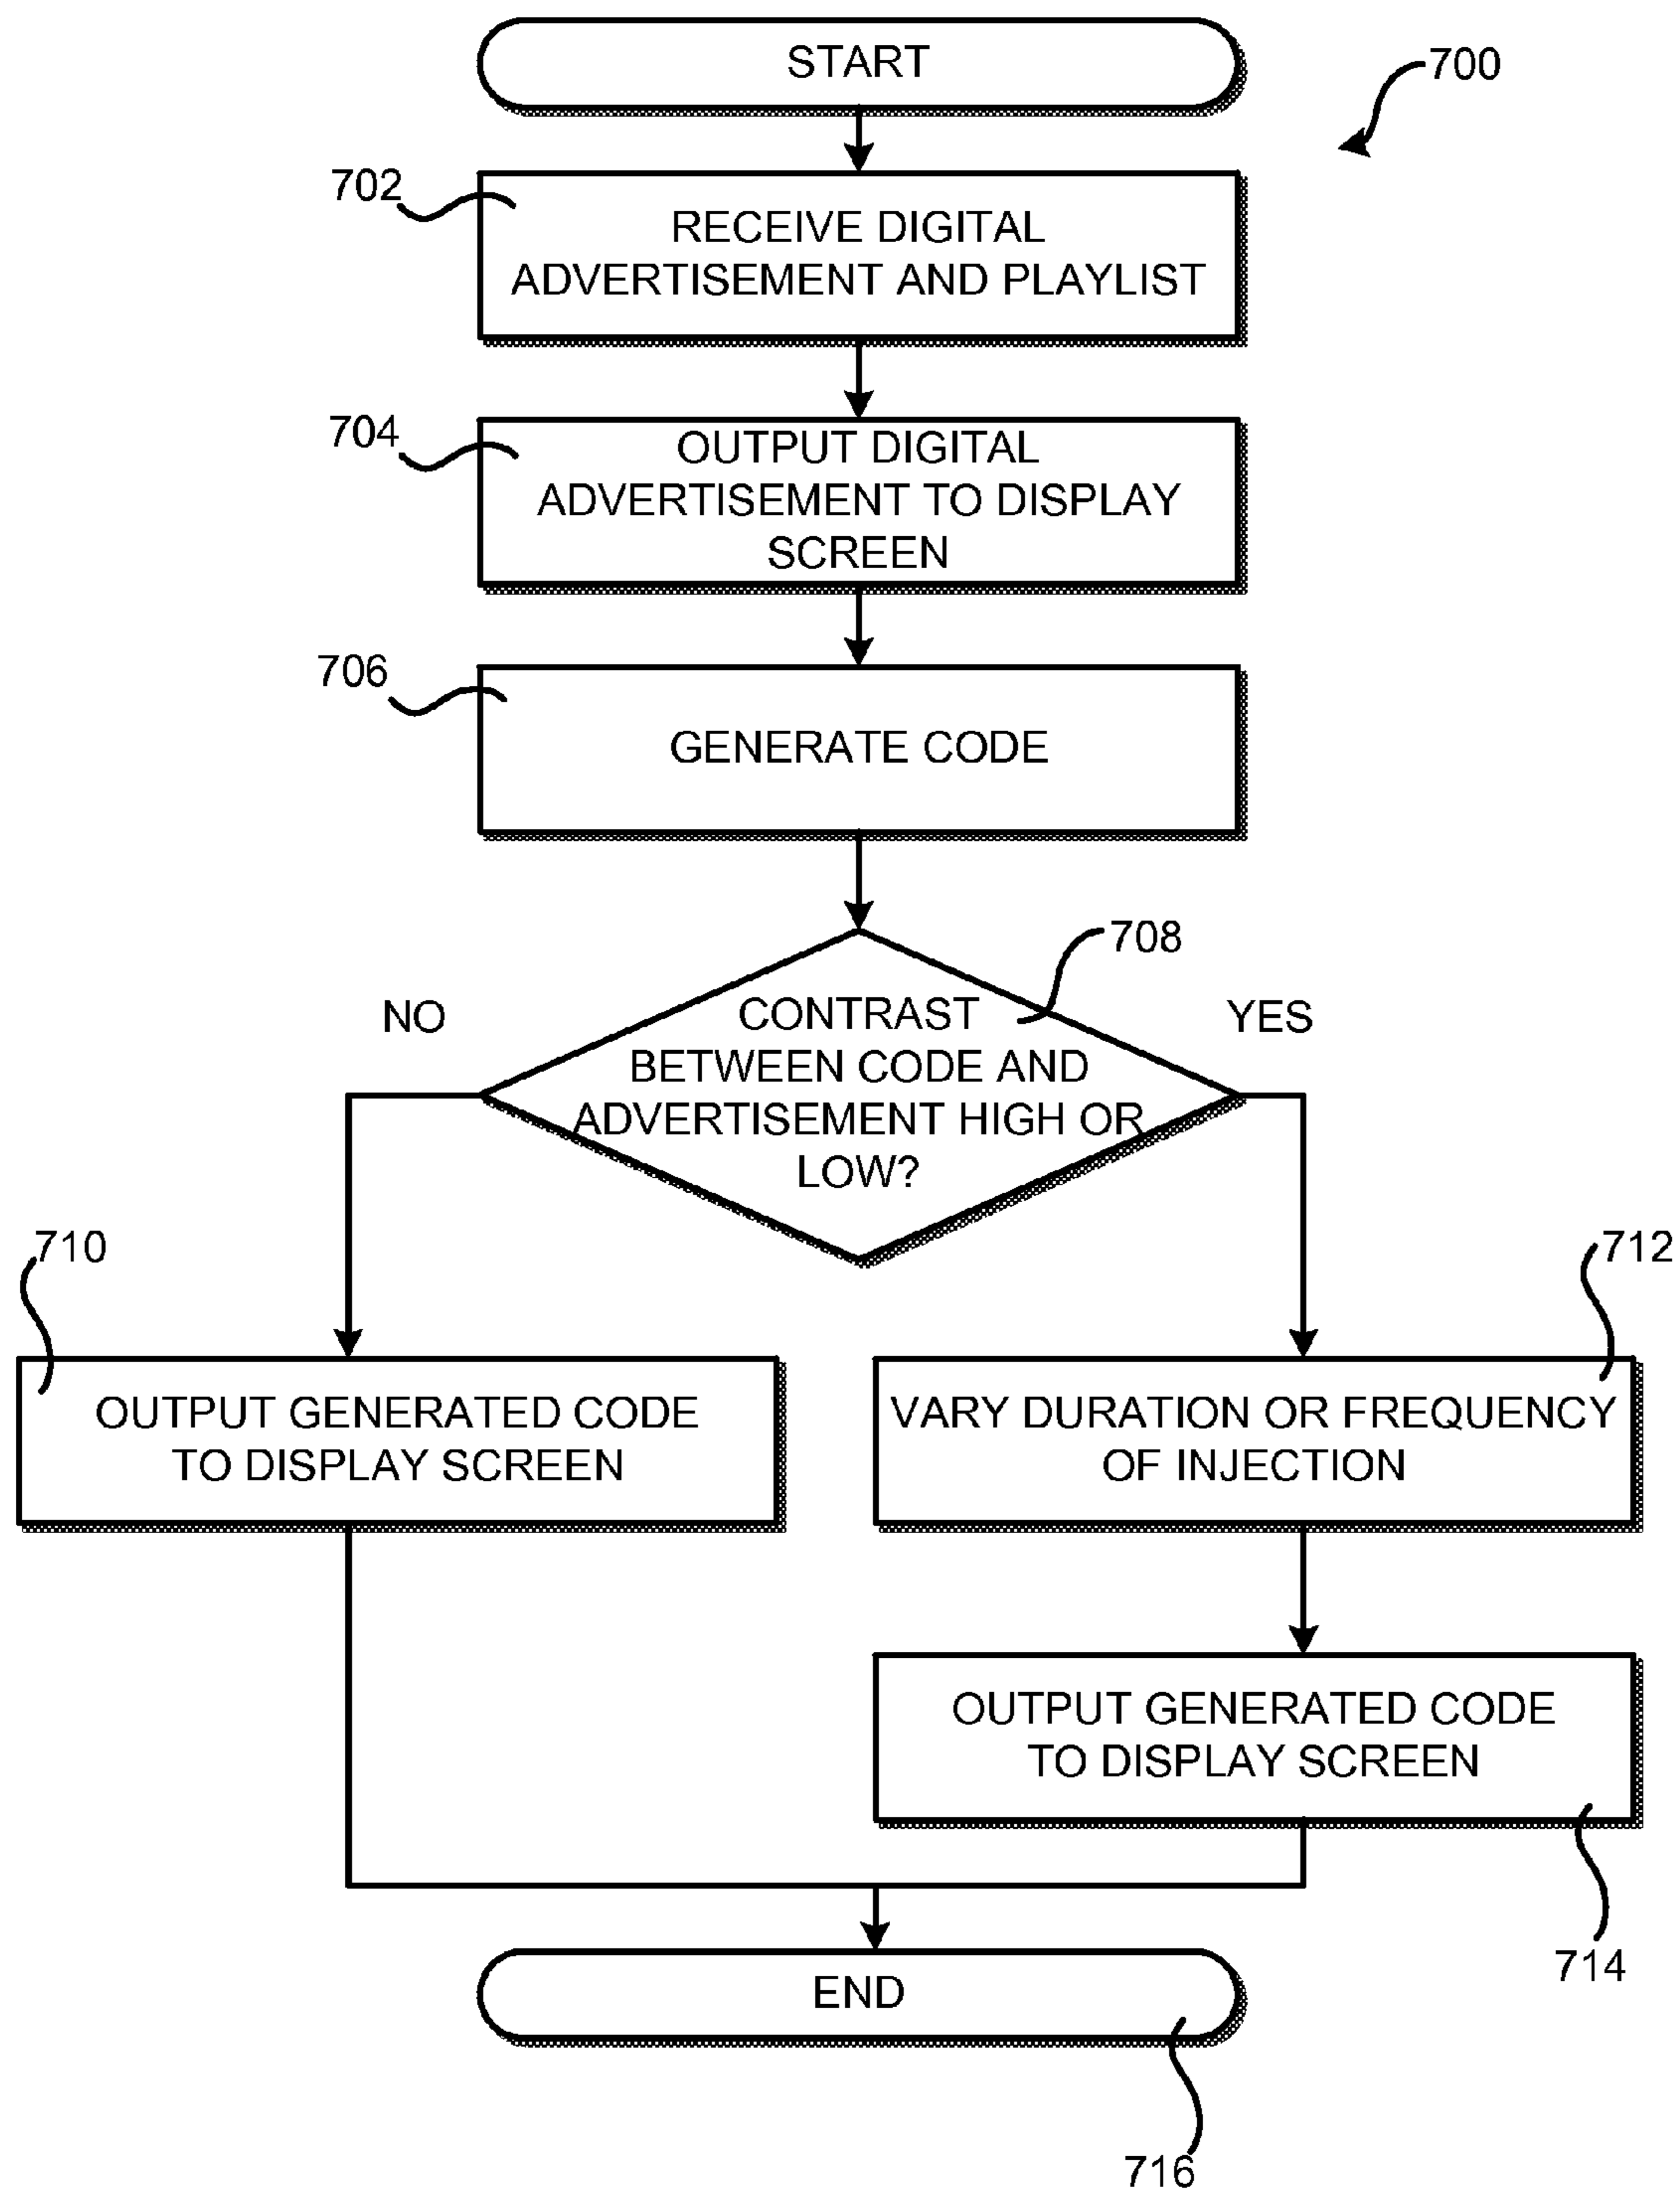 START
700
702
RECEIVE DIGITAL
ADVERTISEMENT AND PLAYLIST
704
OUTPUT DIGITAL
ADVERTISEMENT TO DISPLAY
SCREEN
706
GENERATE CODE
708
NO
YES
CONTRAST
BETWEEN CODE AND
ADVERTISEMENT HIGH OR
LOW?
710
OUTPUT GENERATED CODE
TO DISPLAY SCREEN
712
VARY DURATION OR FREQUENCY
OF INJECTION
OUTPUT GENERATED CODE
TO DISPLAY SCREEN
714
END
716